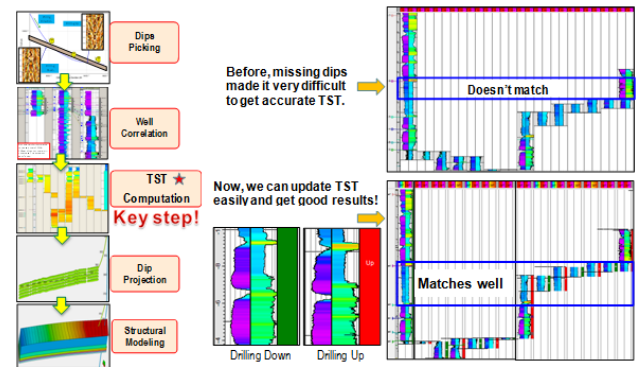 Dips
Picking
Well
Correlation
TST
Computation
Key step!
Dip
Projection
Structural
Modeling
Before, missing dips
made it very difficult
to get accurate TST.
Doesn't match
Now, we can update TST
easily and get good results!
Up
Drilling Down
Drilling Up
Matches well